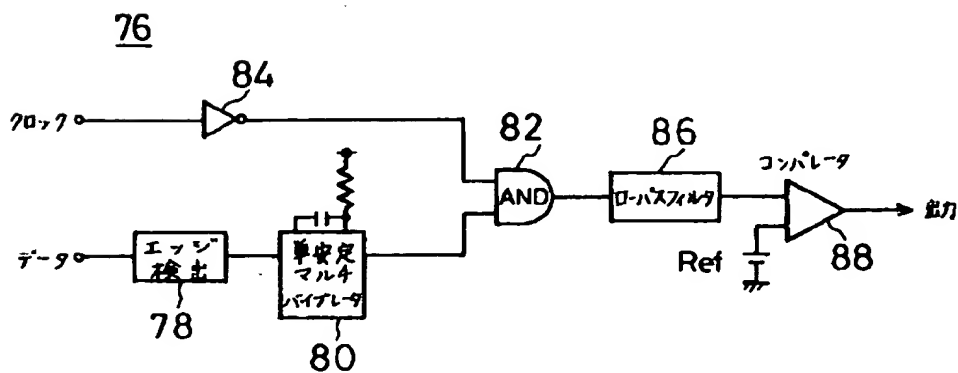 76
84
クロック
82
86
コンパレータ
AND
ローパスフィルタ
出力
データ
エッジ
検出
単安定
マルチ
バイブレータ
Ref
88
78
80